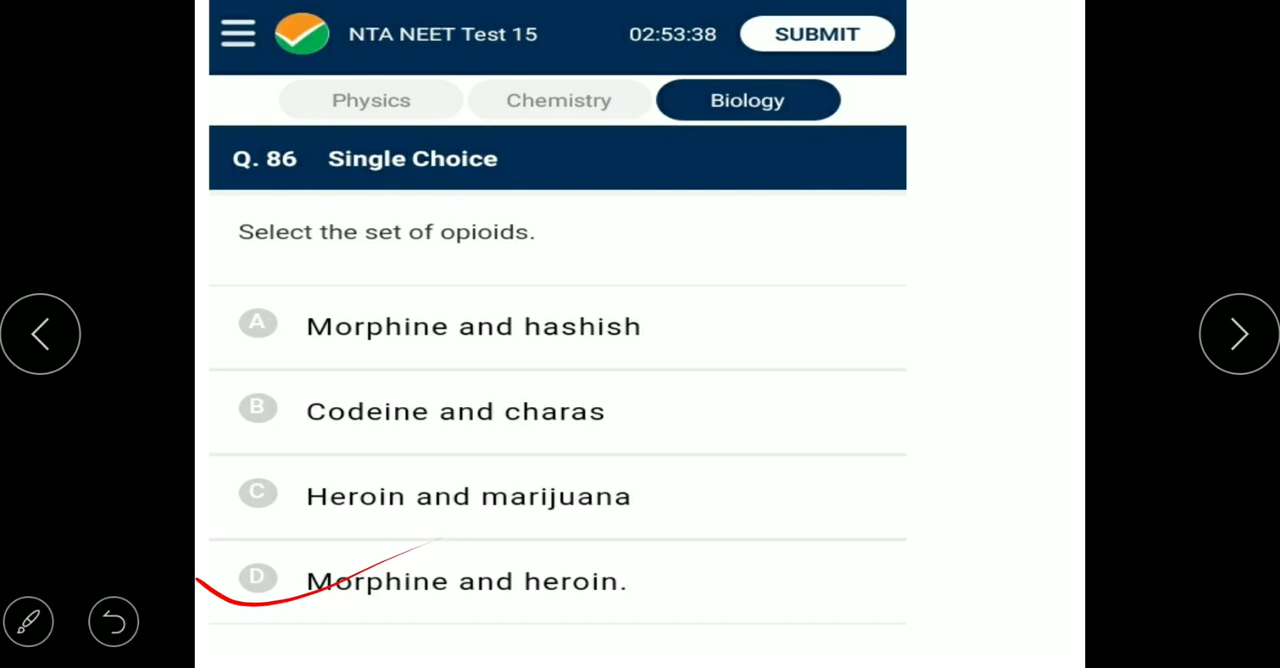 NTA NEET Test 15 02:53:38 SUBMIT
Physics Chemistry Biology
Q. 86 Single Choice
Select the set of opioids.
A Morphine and hashish
B Codeine and charas
C Heroin and marijuana
D Morphine and heroin.